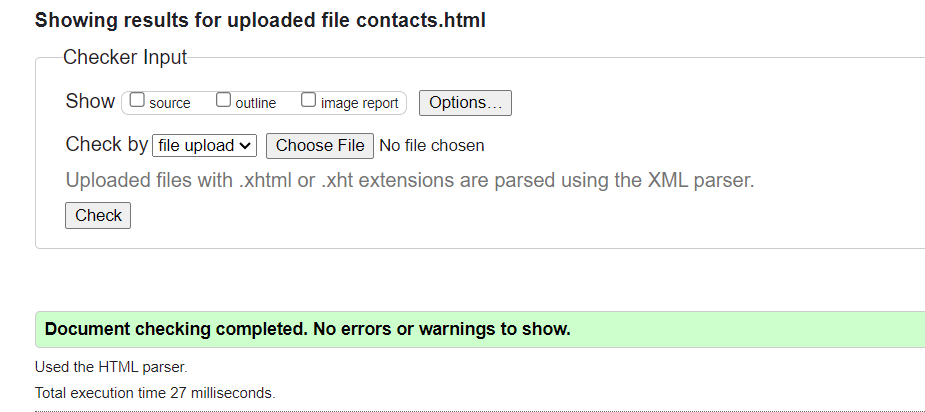 Showing results for uploaded file contacts.html
Checker Input
Show source outline image report Options…
Check by file upload Choose File No file chosen
Uploaded files with .xhtml or .xht extensions are parsed using the XML parser.
Check
Document checking completed. No errors or warnings to show.
Used the HTML parser.
Total execution time 27 milliseconds.